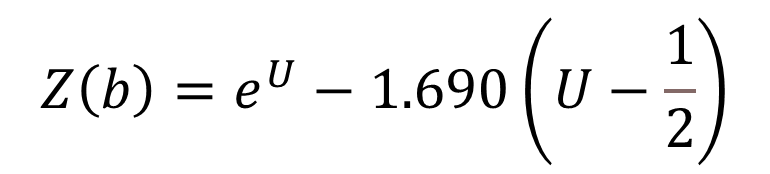 Z(b) = e^U − 1.690 (U − 1/2)